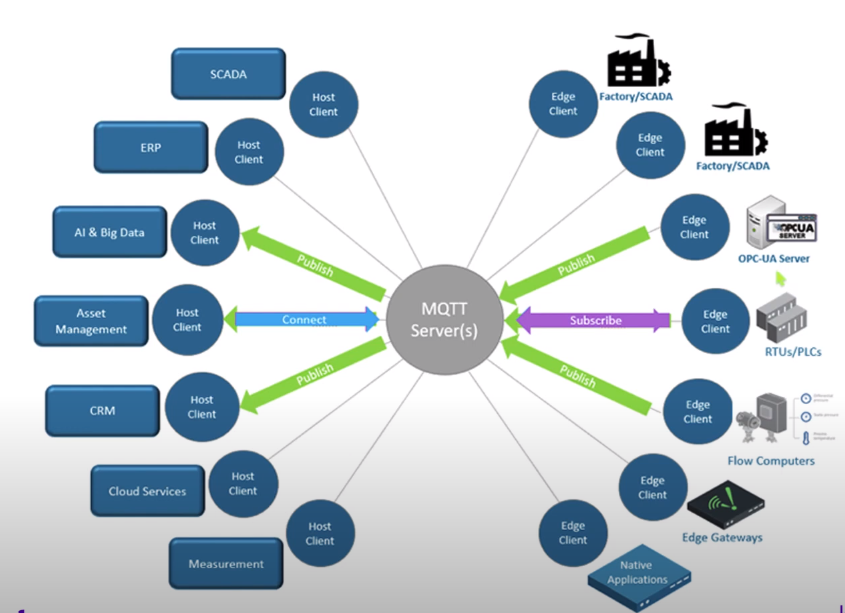 SCADA
Host
Client
ERP
Host
Client
AI & Big Data
Host
Client
Publish
Asset
Management
Host
Client
Connect
CRM
Host
Client
Publish
Cloud Services
Host
Client
Measurement
Host
Client
MQTT
Server(s)
Edge
Client
Factory/SCADA
Edge
Client
Factory/SCADA
Publish
Edge
Client
OPCUA
SERVER
OPC-UA Server
Subscribe
Edge
Client
RTUs/PLCs
Publish
Edge
Client
Flow Computers
Edge
Client
Edge Gateways
Edge
Client
Native
Applications